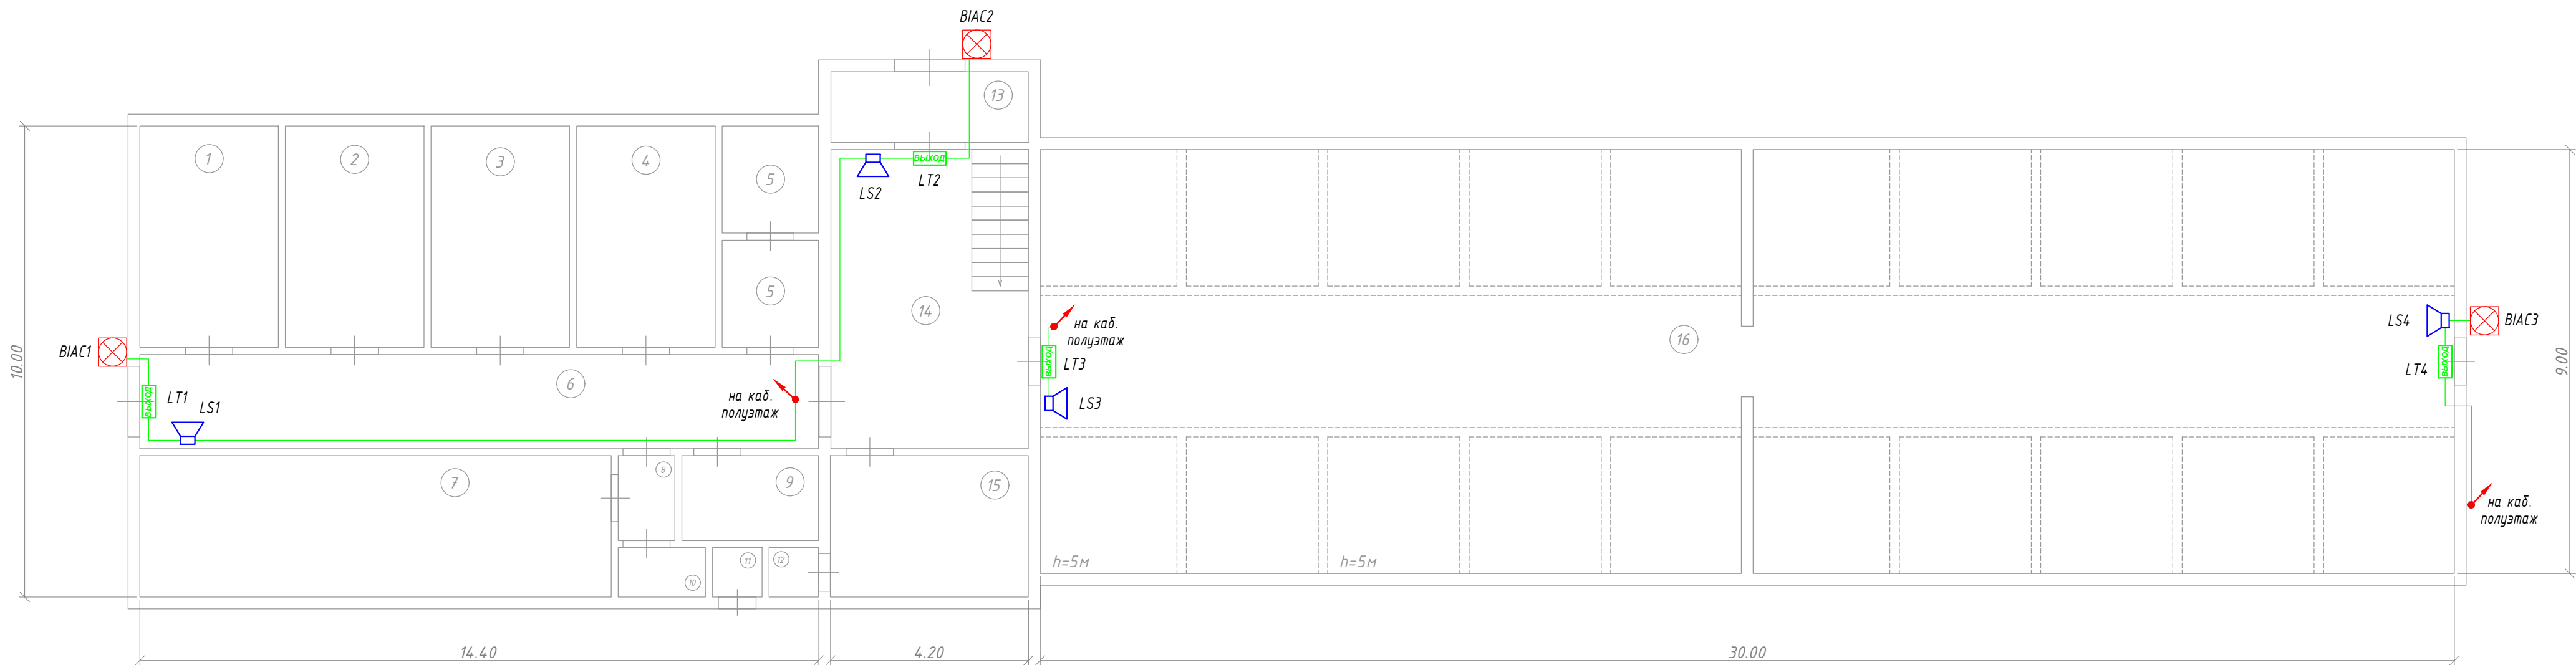 BIAC2
13
1
2
3
4
5
ВЫХОД
LS2
LT2
5
14
на каб.
полуэтаж
BIAC1
6
ВЫХОД
LT1
LS1
на каб.
полуэтаж
ВЫХОД
LT3
LS3
16
LS4
BIAC3
ВЫХОД
LT4
10.00
9.00
7
8
9
15
10
11
12
h=5м
h=5м
на каб.
полуэтаж
14.40
4.20
30.00